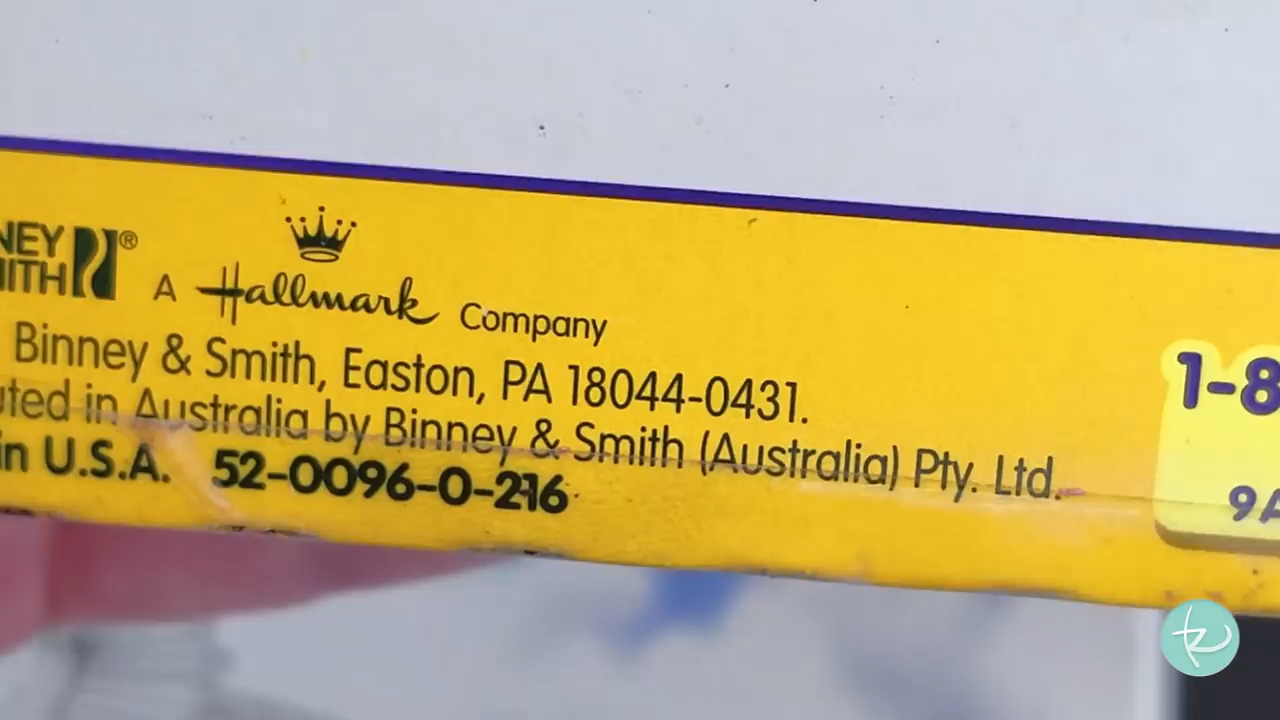 NEY
ITH ® A Hallmark Company
Binney & Smith, Easton, PA 18044-0431.
uted in Australia by Binney & Smith (Australia) Pty. Ltd.
in U.S.A. 52-0096-0-216
1-8
9A